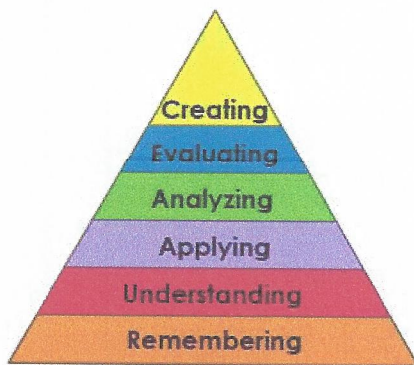 Creating
Evaluating
Analyzing
Applying
Understanding
Remembering